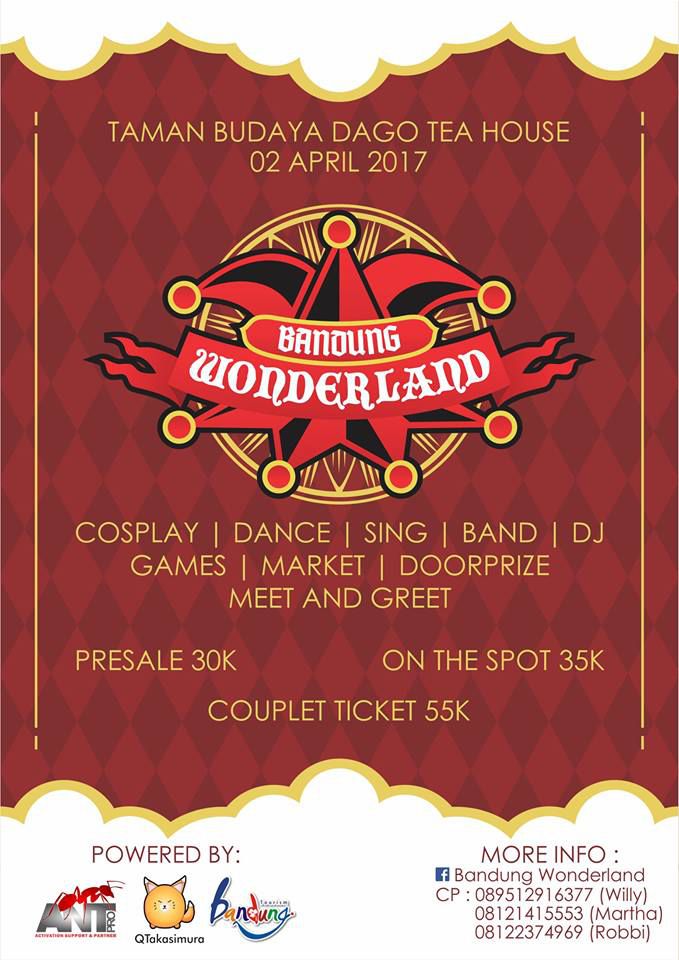 TAMAN BUDAYA DAGO TEA HOUSE
02 APRIL 2017
BANDUNG
WONDERLAND
COSPLAY | DANCE | SING | BAND | DJ
GAMES | MARKET | DOORPRIZE
MEET AND GREET
PRESALE 30K
ON THE SPOT 35K
COUPLET TICKET 55K
POWERED BY:
ANT PRO
ACTIVATION SUPPORT & PARTNER
QTakasimura
Tourism
Bandung
MORE INFO :
Bandung Wonderland
CP : 089512916377 (Willy)
08121415553 (Martha)
08122374969 (Robbi)